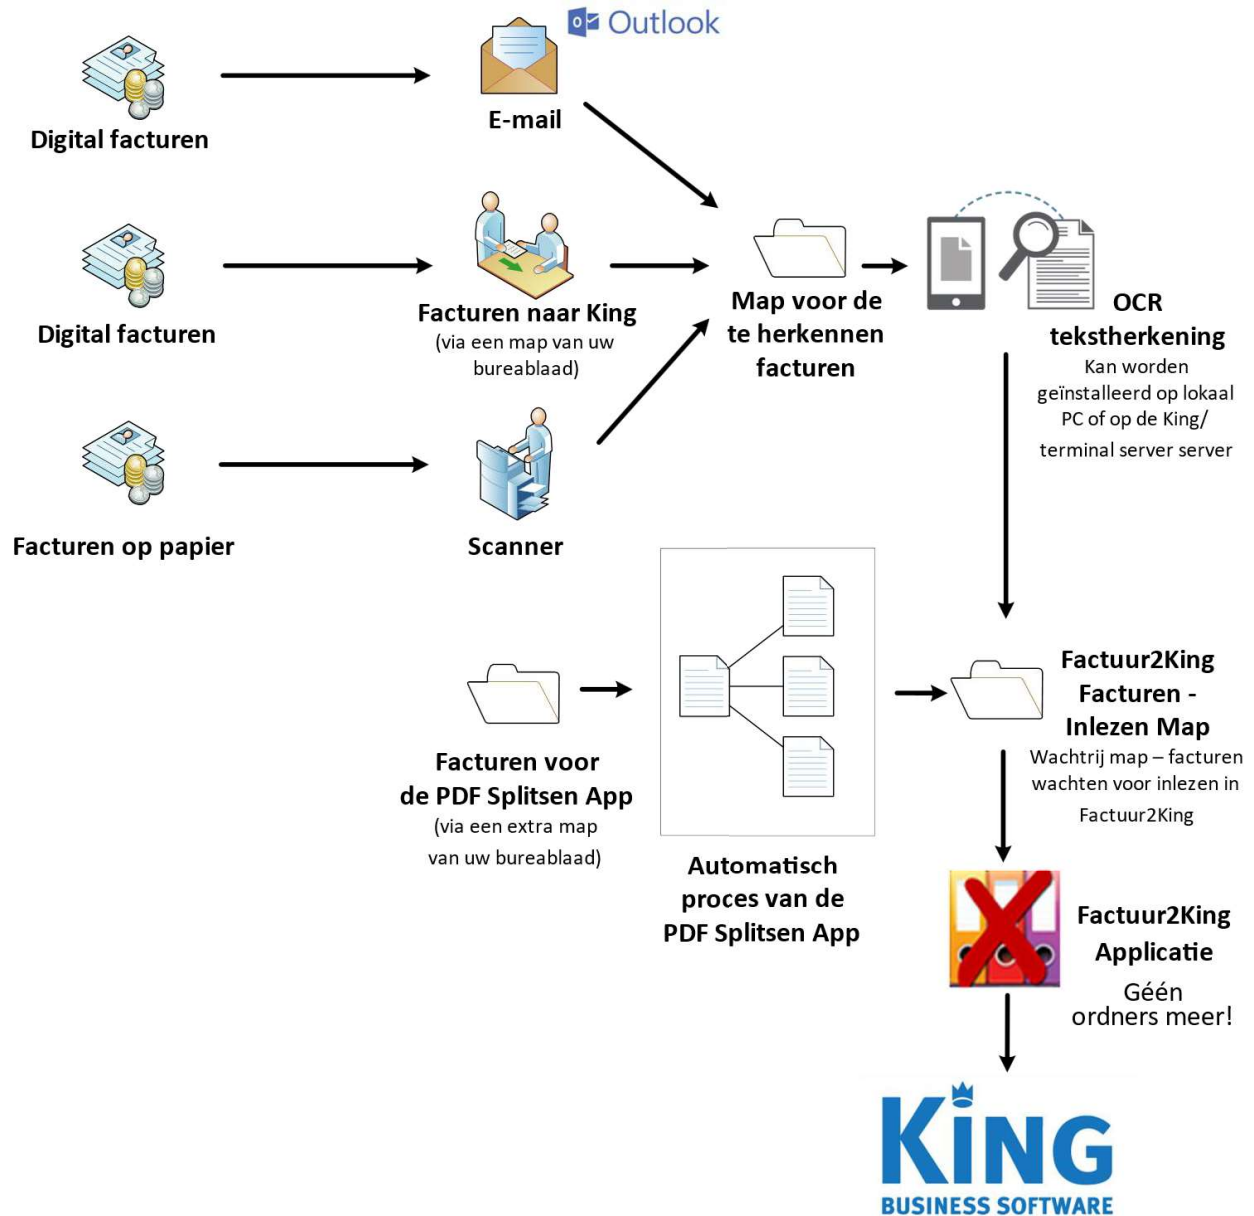 Outlook
Digital facturen
E-mail
Digital facturen
Facturen naar King
(via een map van uw
bureablaad)
Map voor de
te herkennen
facturen
OCR
tekstherkening
Kan worden
geïnstalleerd op lokaal
PC of op de King/
terminal server server
Facturen op papier
Scanner
Facturen voor
de PDF Splitsen App
(via een extra map
van uw bureablaad)
Automatisch
proces van de
PDF Splitsen App
Factuur2King
Facturen -
Inlezen Map
Wachtrij map – facturen
wachten voor inlezen in
Factuur2King
Factuur2King
Applicatie
Géén
ordners meer!
KING
BUSINESS SOFTWARE